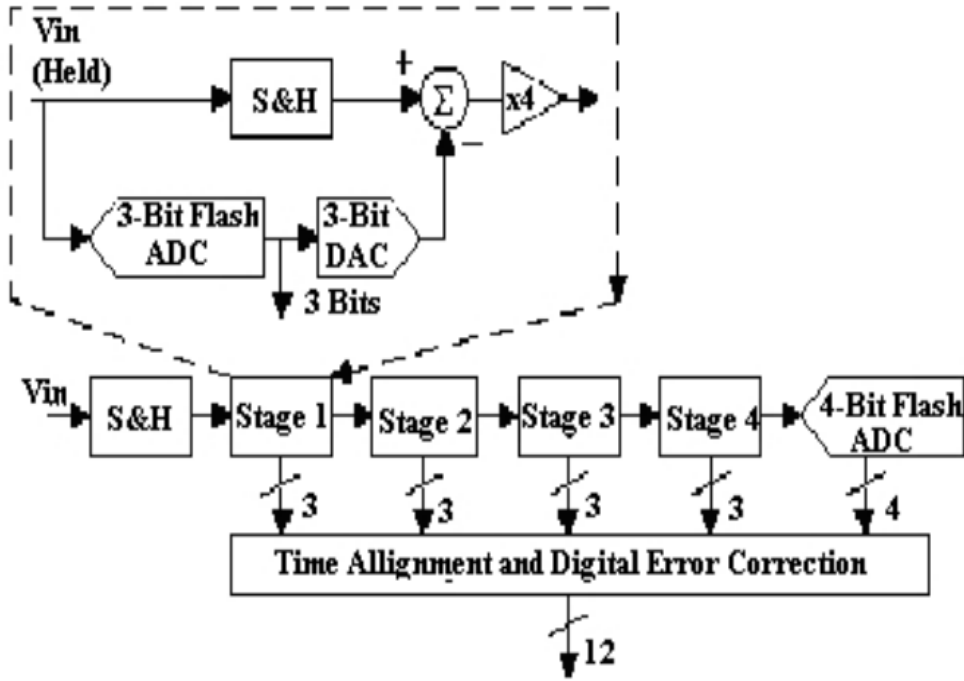 Vin
(Held)
S&H
+
Σ
−
x4
3-Bit Flash
ADC
3-Bit
DAC
3 Bits
Vin
S&H
Stage 1
Stage 2
Stage 3
Stage 4
4-Bit Flash
ADC
3
3
3
3
4
Time Allignment and Digital Error Correction
12